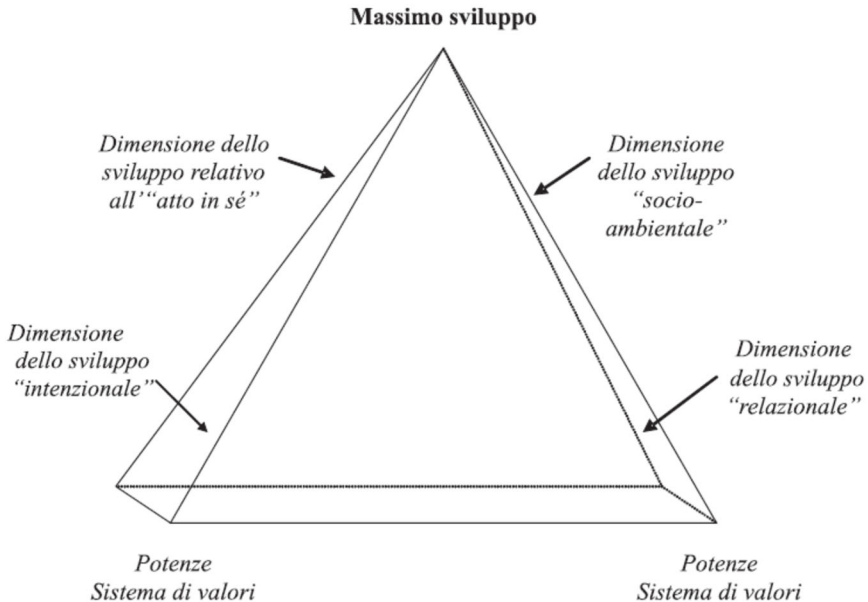 Massimo sviluppo
Dimensione dello
sviluppo relativo
all’“atto in sé”
Dimensione
dello sviluppo
“socio-
ambientale”
Dimensione
dello sviluppo
“intenzionale”
Dimensione
dello sviluppo
“relazionale”
Potenze
Sistema di valori
Potenze
Sistema di valori